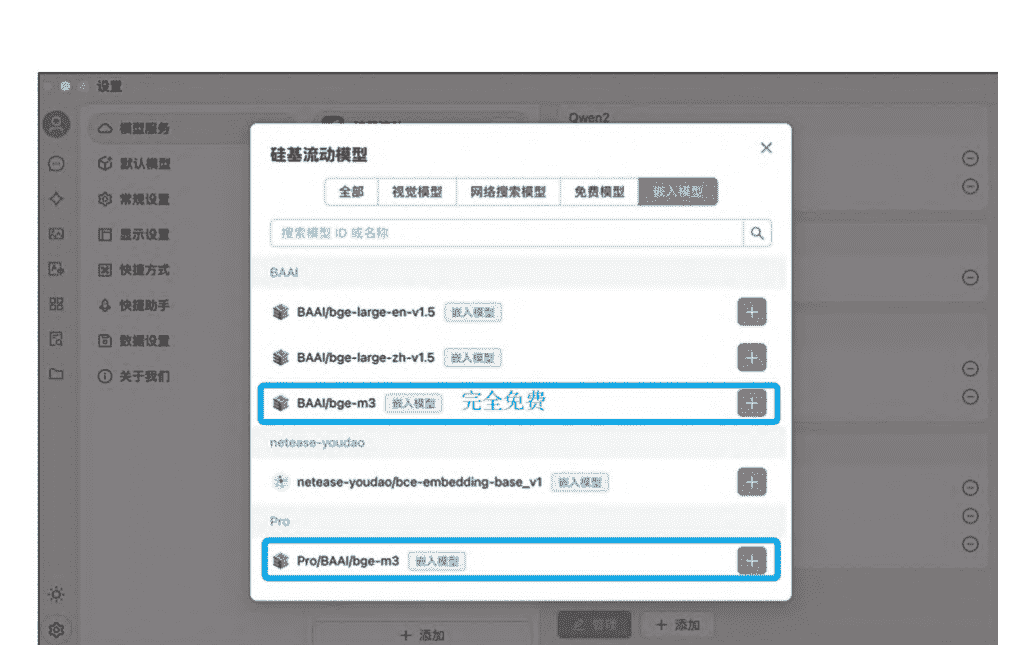 设置
模型服务
默认模型
常规设置
显示设置
快捷方式
快捷助手
数据设置
关于我们
Qwen2
硅基流动模型
全部 视觉模型 网络搜索模型 免费模型 嵌入模型
搜索模型 ID 或名称
BAAI
BAAI/bge-large-en-v1.5 嵌入模型
BAAI/bge-large-zh-v1.5 嵌入模型
BAAI/bge-m3 嵌入模型 完全免费
netease-youdao
netease-youdao/bce-embedding-base_v1 嵌入模型
Pro
Pro/BAAI/bge-m3 嵌入模型
添加
管理 添加